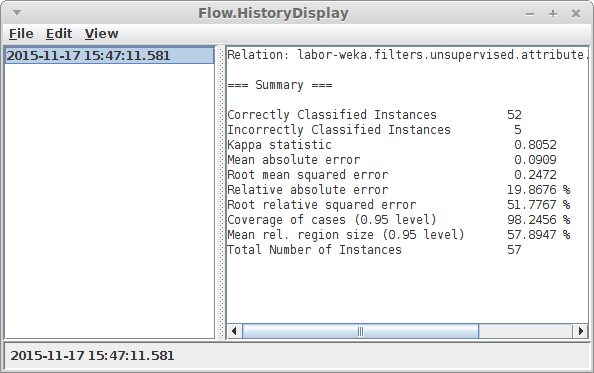 Flow.HistoryDisplay
File Edit View
2015-11-17 15:47:11.581
Relation: labor-weka.filters.unsupervised.attribute.
=== Summary ===
Correctly Classified Instances 52
Incorrectly Classified Instances 5
Kappa statistic 0.8052
Mean absolute error 0.0909
Root mean squared error 0.2472
Relative absolute error 19.8676 %
Root relative squared error 51.7767 %
Coverage of cases (0.95 level) 98.2456 %
Mean rel. region size (0.95 level) 57.8947 %
Total Number of Instances 57
2015-11-17 15:47:11.581